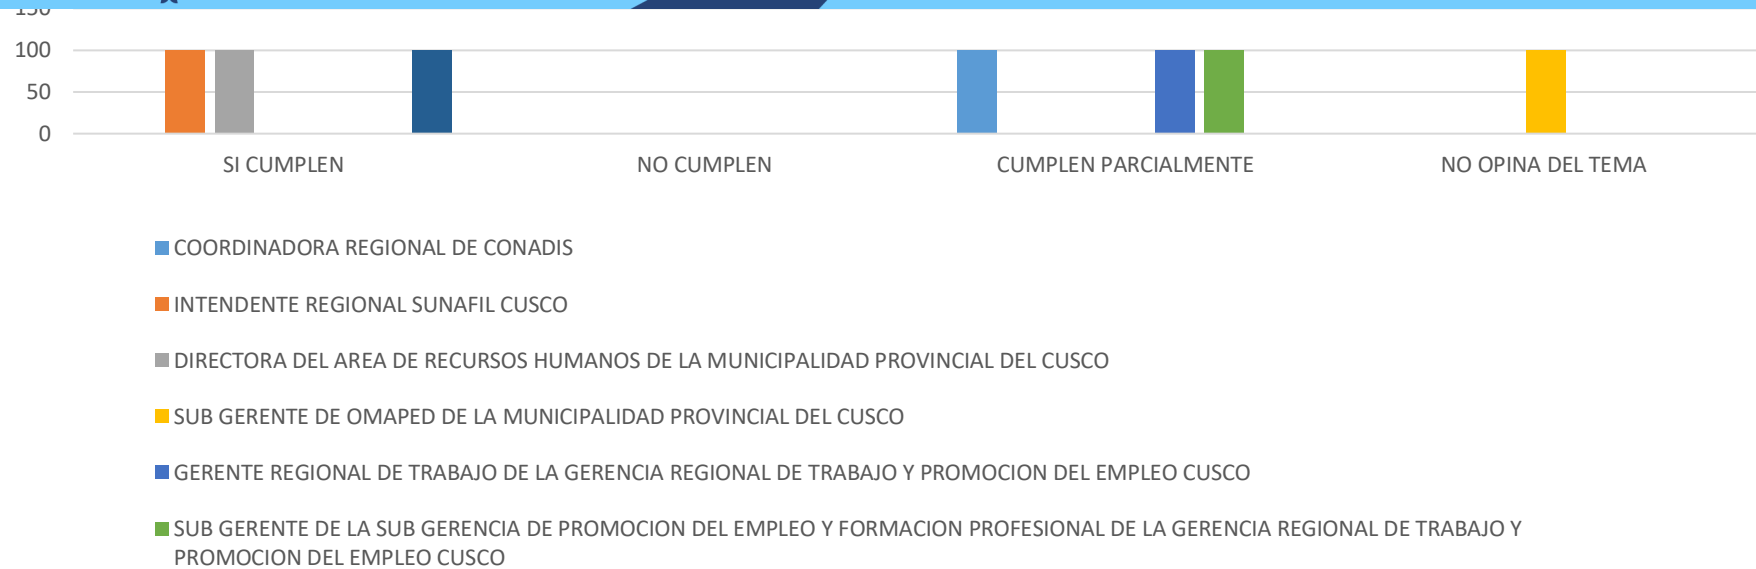 150
100
50
0
SI CUMPLEN
NO CUMPLEN
CUMPLEN PARCIALMENTE
NO OPINA DEL TEMA
COORDINADORA REGIONAL DE CONADIS
INTENDENTE REGIONAL SUNAFIL CUSCO
DIRECTORA DEL AREA DE RECURSOS HUMANOS DE LA MUNICIPALIDAD PROVINCIAL DEL CUSCO
SUB GERENTE DE OMAPED DE LA MUNICIPALIDAD PROVINCIAL DEL CUSCO
GERENTE REGIONAL DE TRABAJO DE LA GERENCIA REGIONAL DE TRABAJO Y PROMOCION DEL EMPLEO CUSCO
SUB GERENTE DE LA SUB GERENCIA DE PROMOCION DEL EMPLEO Y FORMACION PROFESIONAL DE LA GERENCIA REGIONAL DE TRABAJO Y
PROMOCION DEL EMPLEO CUSCO